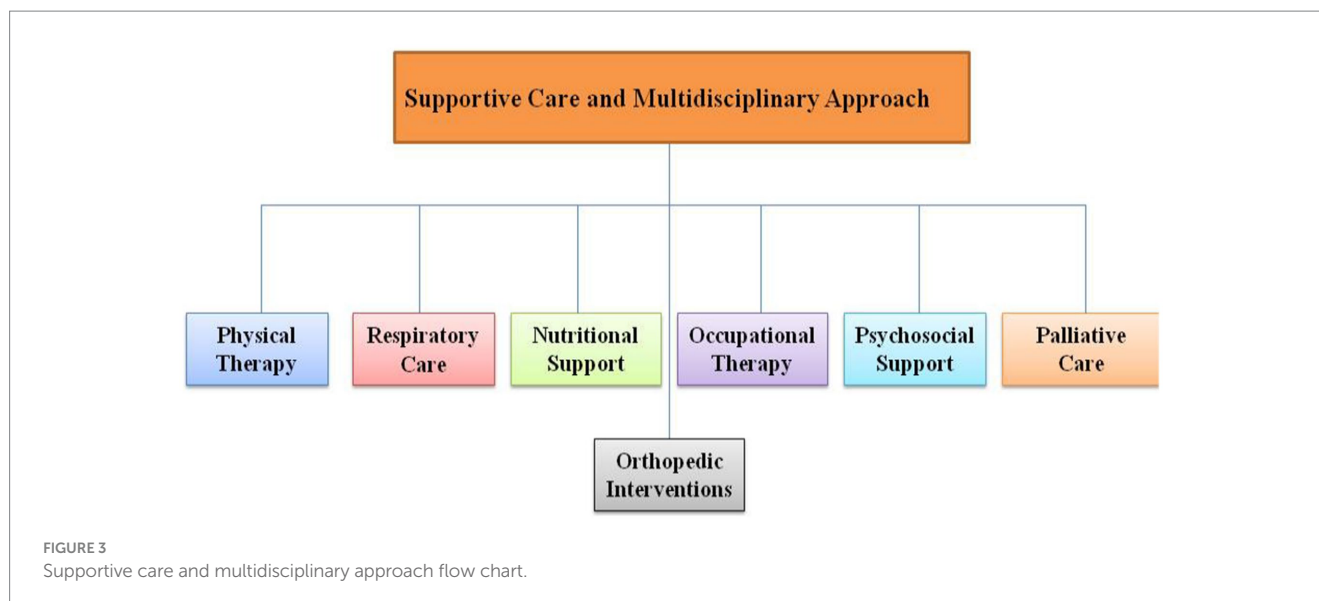 Supportive Care and Multidisciplinary Approach
Physical
Therapy
Respiratory
Care
Nutritional
Support
Occupational
Therapy
Psychosocial
Support
Palliative
Care
Orthopedic
Interventions
FIGURE 3
Supportive care and multidisciplinary approach flow chart.